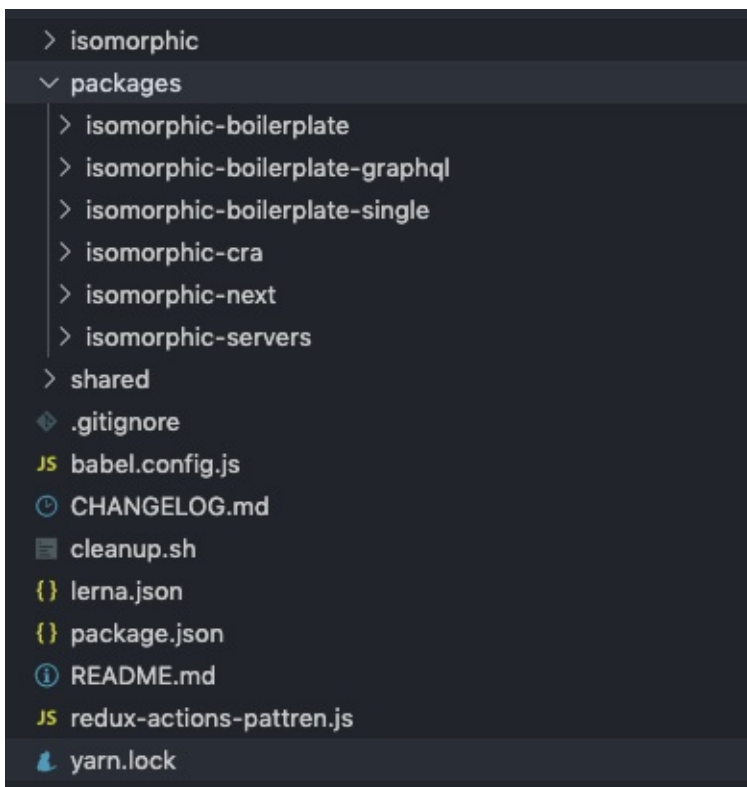 isomorphic
packages
isomorphic-boilerplate
isomorphic-boilerplate-graphql
isomorphic-boilerplate-single
isomorphic-cra
isomorphic-next
isomorphic-servers
shared
.gitignore
JS babel.config.js
CHANGELOG.md
cleanup.sh
{} lerna.json
{} package.json
README.md
JS redux-actions-pattren.js
yarn.lock